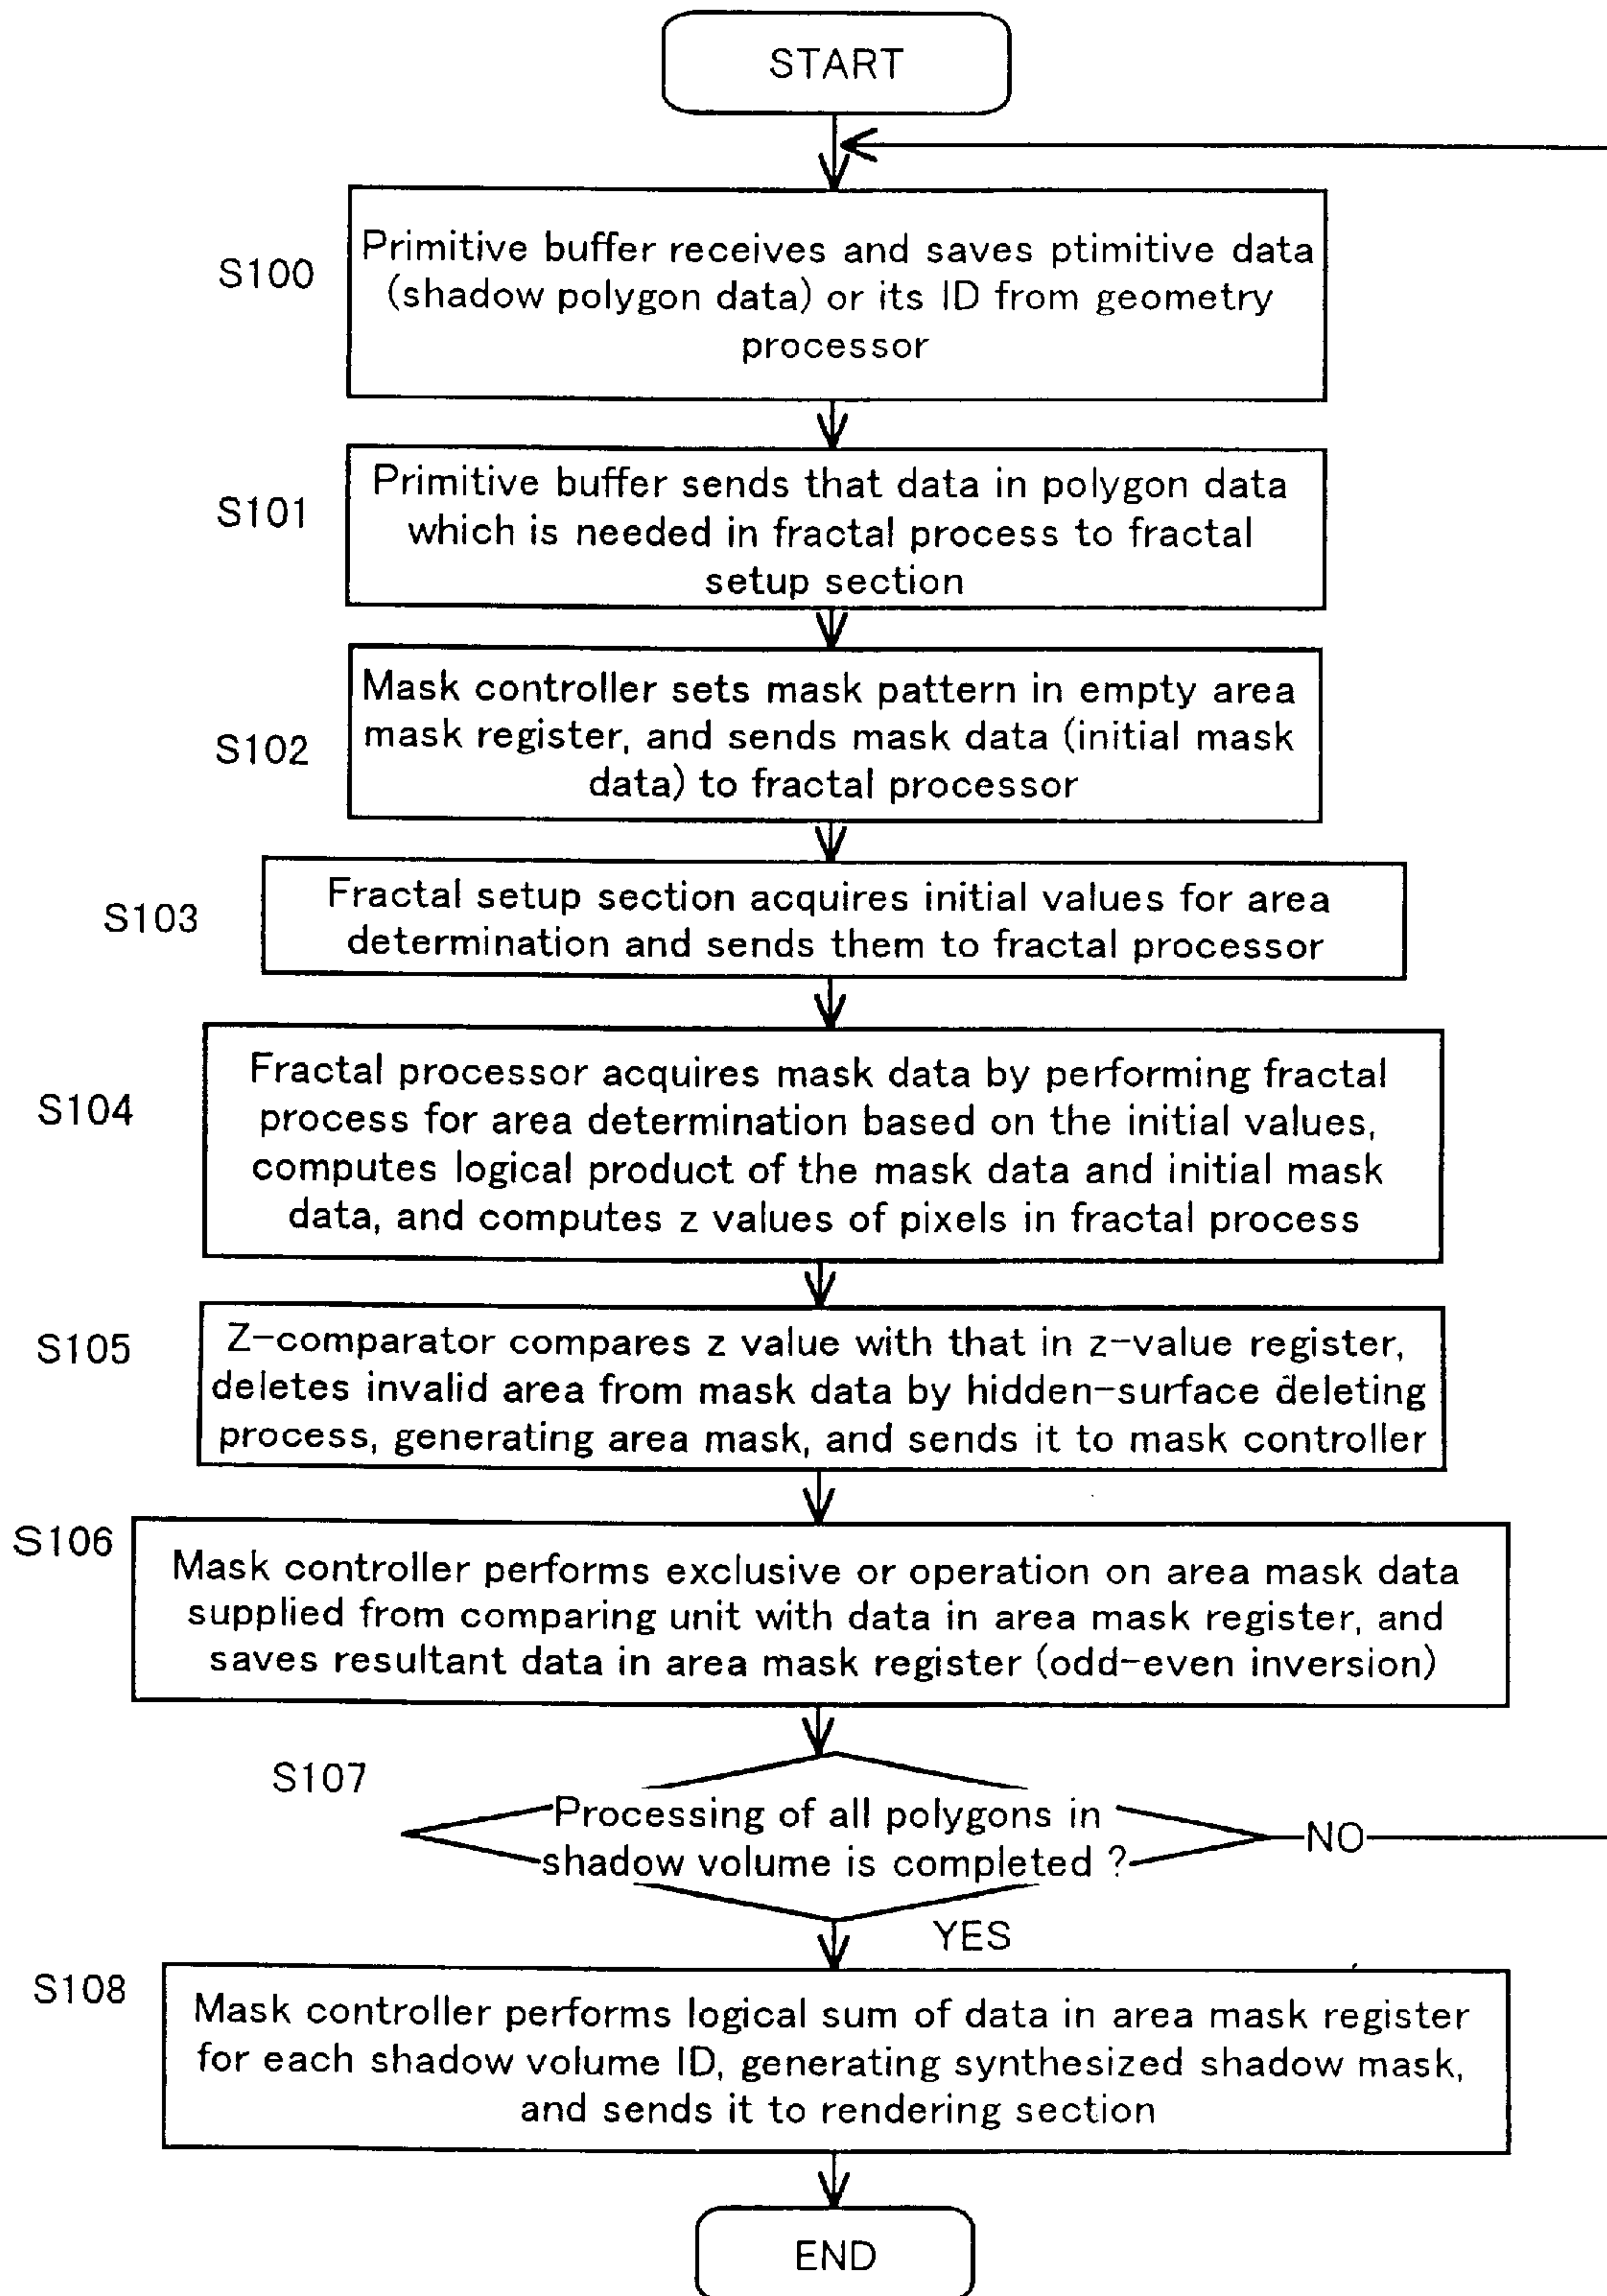 START
S100
Primitive buffer receives and saves ptimitive data
(shadow polygon data) or its ID from geometry
processor
S101
Primitive buffer sends that data in polygon data
which is needed in fractal process to fractal
setup section
S102
Mask controller sets mask pattern in empty area
mask register, and sends mask data (initial mask
data) to fractal processor
S103
Fractal setup section acquires initial values for area
determination and sends them to fractal processor
S104
Fractal processor acquires mask data by performing fractal
process for area determination based on the initial values,
computes logical product of the mask data and initial mask
data, and computes z values of pixels in fractal process
S105
Z-comparator compares z value with that in z-value register,
deletes invalid area from mask data by hidden-surface deleting
process, generating area mask, and sends it to mask controller
S106
Mask controller performs exclusive or operation on area mask data
supplied from comparing unit with data in area mask register, and
saves resultant data in area mask register (odd-even inversion)
S107
Processing of all polygons in
shadow volume is completed ?
NO
YES
S108
Mask controller performs logical sum of data in area mask register
for each shadow volume ID, generating synthesized shadow mask,
and sends it to rendering section
END